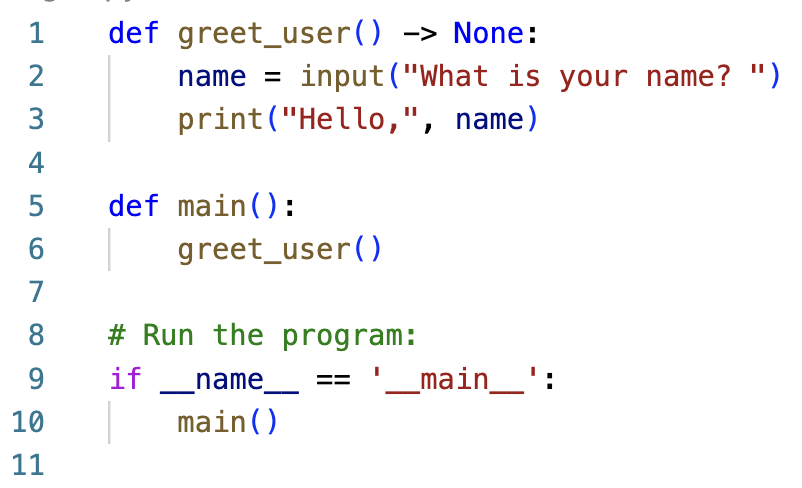 1 def greet_user() -> None:
2     name = input("What is your name? ")
3     print("Hello,", name)
4
5 def main():
6     greet_user()
7
8 # Run the program:
9 if __name__ == '__main__':
10     main()
11